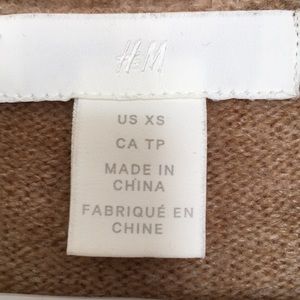 H&M
US XS
CA TP
MADE IN
CHINA
FABRIQUÉ EN
CHINE